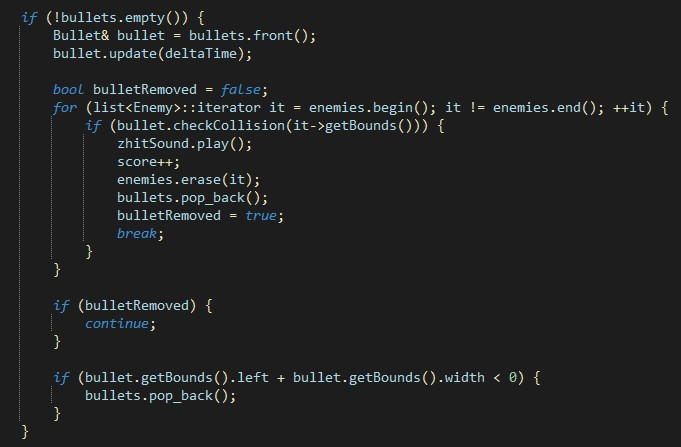 if (!bullets.empty()) {
Bullet& bullet = bullets.front();
bullet.update(deltaTime);
bool bulletRemoved = false;
for (list<Enemy>::iterator it = enemies.begin(); it != enemies.end(); ++it) {
if (bullet.checkCollision(it->getBounds())) {
zhitSound.play();
score++;
enemies.erase(it);
bullets.pop_back();
bulletRemoved = true;
break;
}
}
if (bulletRemoved) {
continue;
}
if (bullet.getBounds().left + bullet.getBounds().width < 0) {
bullets.pop_back();
}
}